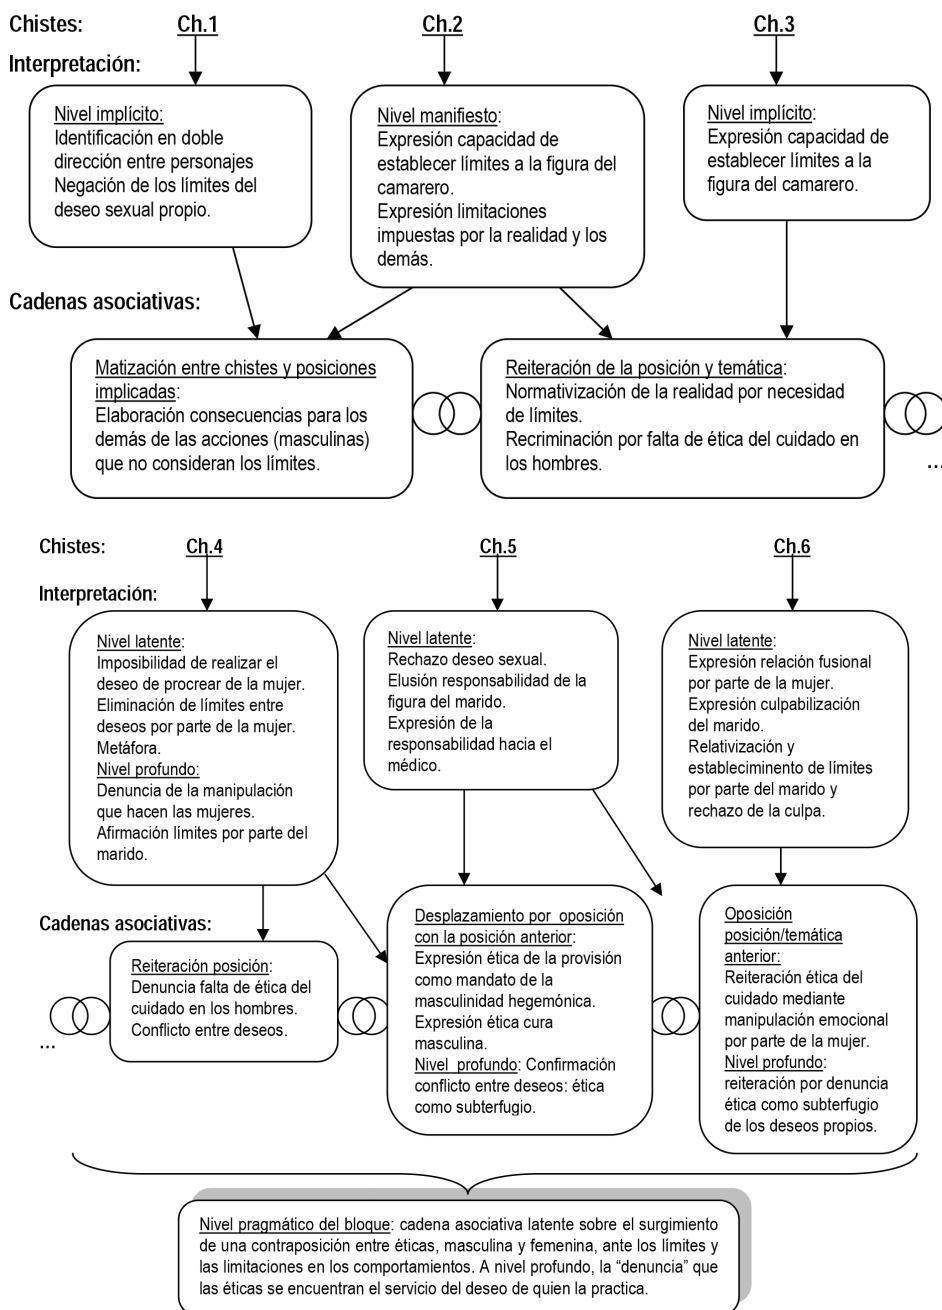 Chistes: Ch.1 Ch.2 Ch.3
Interpretación:
Nivel implícito:
Identificación en doble
dirección entre personajes
Negación de los límites del
deseo sexual propio.
Nivel manifiesto:
Expresión capacidad de
establecer límites a la figura del
camarero.
Expresión limitaciones
impuestas por la realidad y los
demás.
Nivel implícito:
Expresión capacidad de
establecer límites a la
figura del camarero.
Cadenas asociativas:
Matización entre chistes y posiciones
implicadas:
Elaboración consecuencias para los
demás de las acciones (masculinas)
que no consideran los límites.
Reiteración de la posición y temática:
Normativización de la realidad por necesidad
de límites.
Recriminación por falta de ética del cuidado en
los hombres.
...
Chistes: Ch.4 Ch.5 Ch.6
Interpretación:
Nivel latente:
Imposibilidad de realizar el
deseo de procrear de la mujer.
Eliminación de límites entre
deseos por parte de la mujer.
Metáfora.
Nivel profundo:
Denuncia de la manipulación
que hacen las mujeres.
Afirmación límites por parte del
marido.
Nivel latente:
Rechazo deseo sexual.
Elusión responsabilidad de la
figura del marido.
Expresión de la
responsabilidad hacia el
médico.
Nivel latente:
Expresión relación fusional
por parte de la mujer.
Expresión culpabilización
del marido.
Relativización y
estableciminento de límites
por parte del marido y
rechazo de la culpa.
Cadenas asociativas:
...
Reiteración posición:
Denuncia falta de ética del
cuidado en los hombres.
Conflicto entre deseos.
Desplazamiento por oposición
con la posición anterior:
Expresión ética de la provisión
como mandato de la
masculinidad hegemónica.
Expresión ética cura
masculina.
Nivel profundo: Confirmación
conflicto entre deseos: ética
como subterfugio.
Oposición
posición/temática
anterior:
Reiteración ética del
cuidado mediante
manipulación emocional
por parte de la mujer.
Nivel profundo:
reiteración por denuncia
ética como subterfugio
de los deseos propios.
Nivel pragmático del bloque: cadena asociativa latente sobre el surgimiento
de una contraposición entre éticas, masculina y femenina, ante los límites y
las limitaciones en los comportamientos. A nivel profundo, la “denuncia” que
las éticas se encuentran el servicio del deseo de quien la practica.